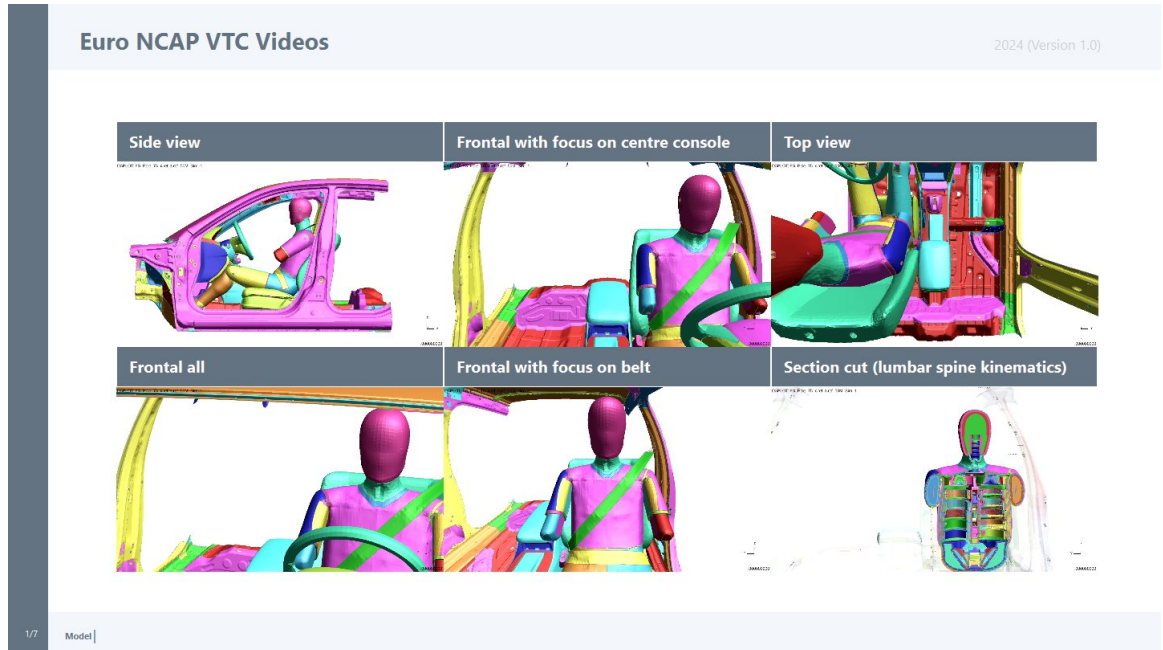 Euro NCAP VTC Videos
2024 (Version 1.0)
Side view
Frontal with focus on centre console
Top view
Frontal all
Frontal with focus on belt
Section cut (lumbar spine kinematics)
1/7
Model